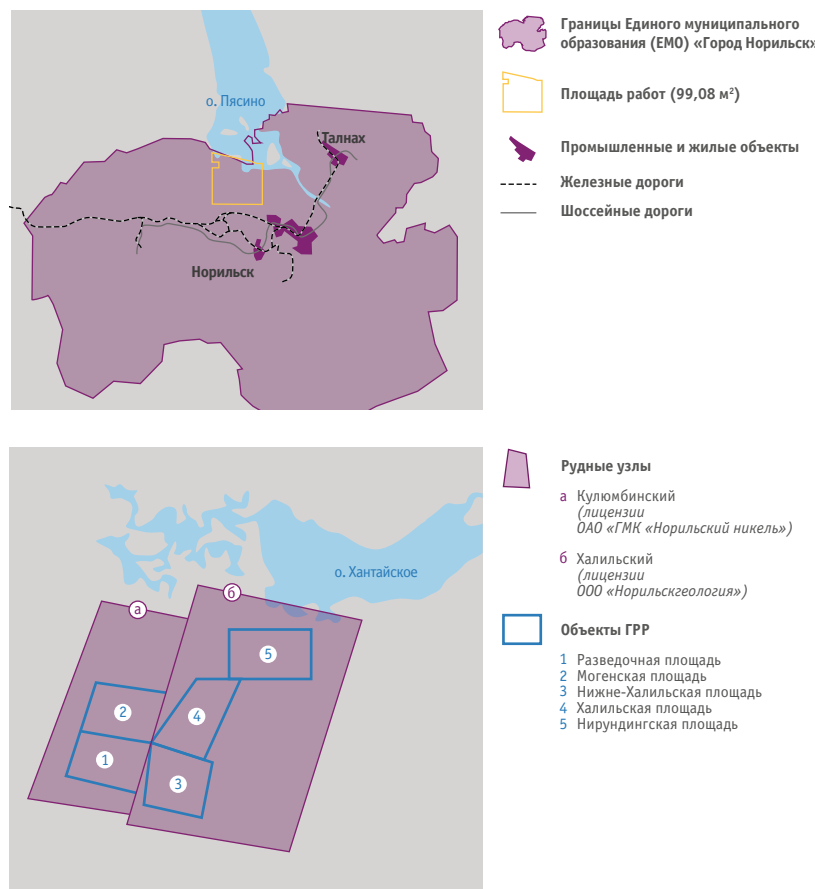 о. Пясино
Талнах
Норильск
Границы Единого муниципального
образования (ЕМО) «Город Норильск»
Площадь работ (99,08 м²)
Промышленные и жилые объекты
Железные дороги
Шоссейные дороги
о. Хантайское
а
б
5
2
4
1
3
Рудные узлы
а Кулюмбинский
(лицензии
ОАО «ГМК «Норильский никель»)
б Халильский
(лицензии
ООО «Норильскгеология»)
Объекты ГРР
1 Разведочная площадь
2 Могенская площадь
3 Нижне-Халильская площадь
4 Халильская площадь
5 Нирундингская площадь